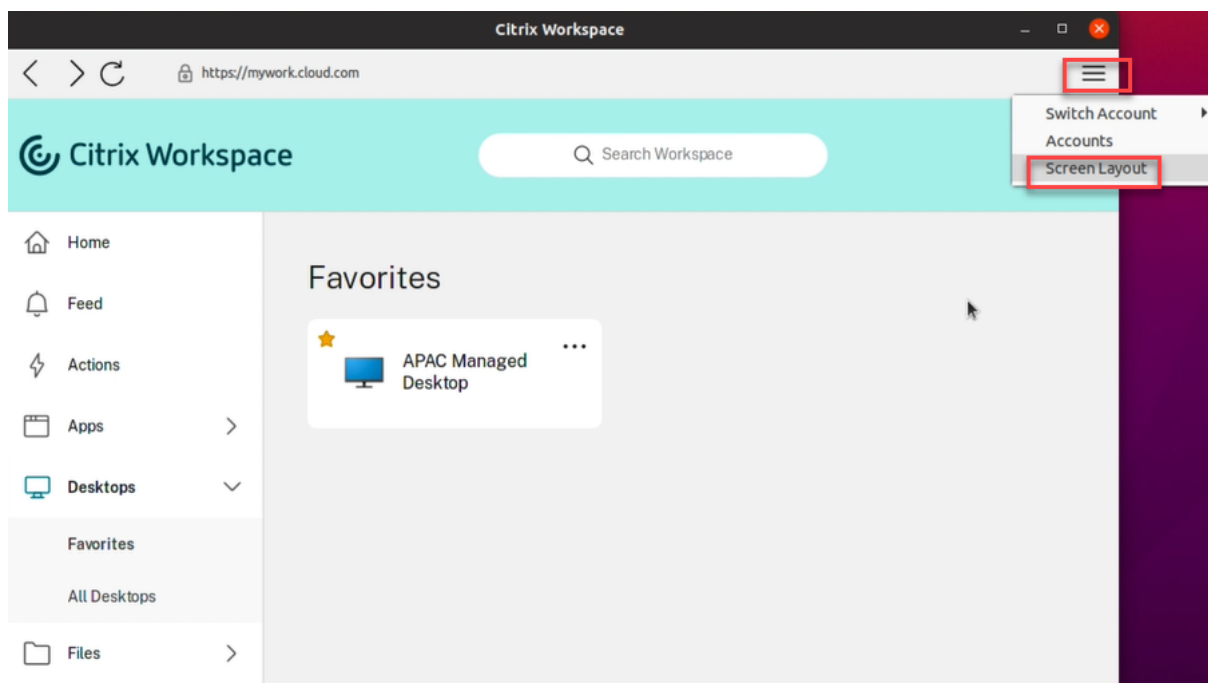 Citrix Workspace
https://mywork.cloud.com
Switch Account
Accounts
Screen Layout
Citrix Workspace
Search Workspace
Home
Feed
Actions
Apps
Desktops
Favorites
All Desktops
Files
Favorites
APAC Managed
Desktop